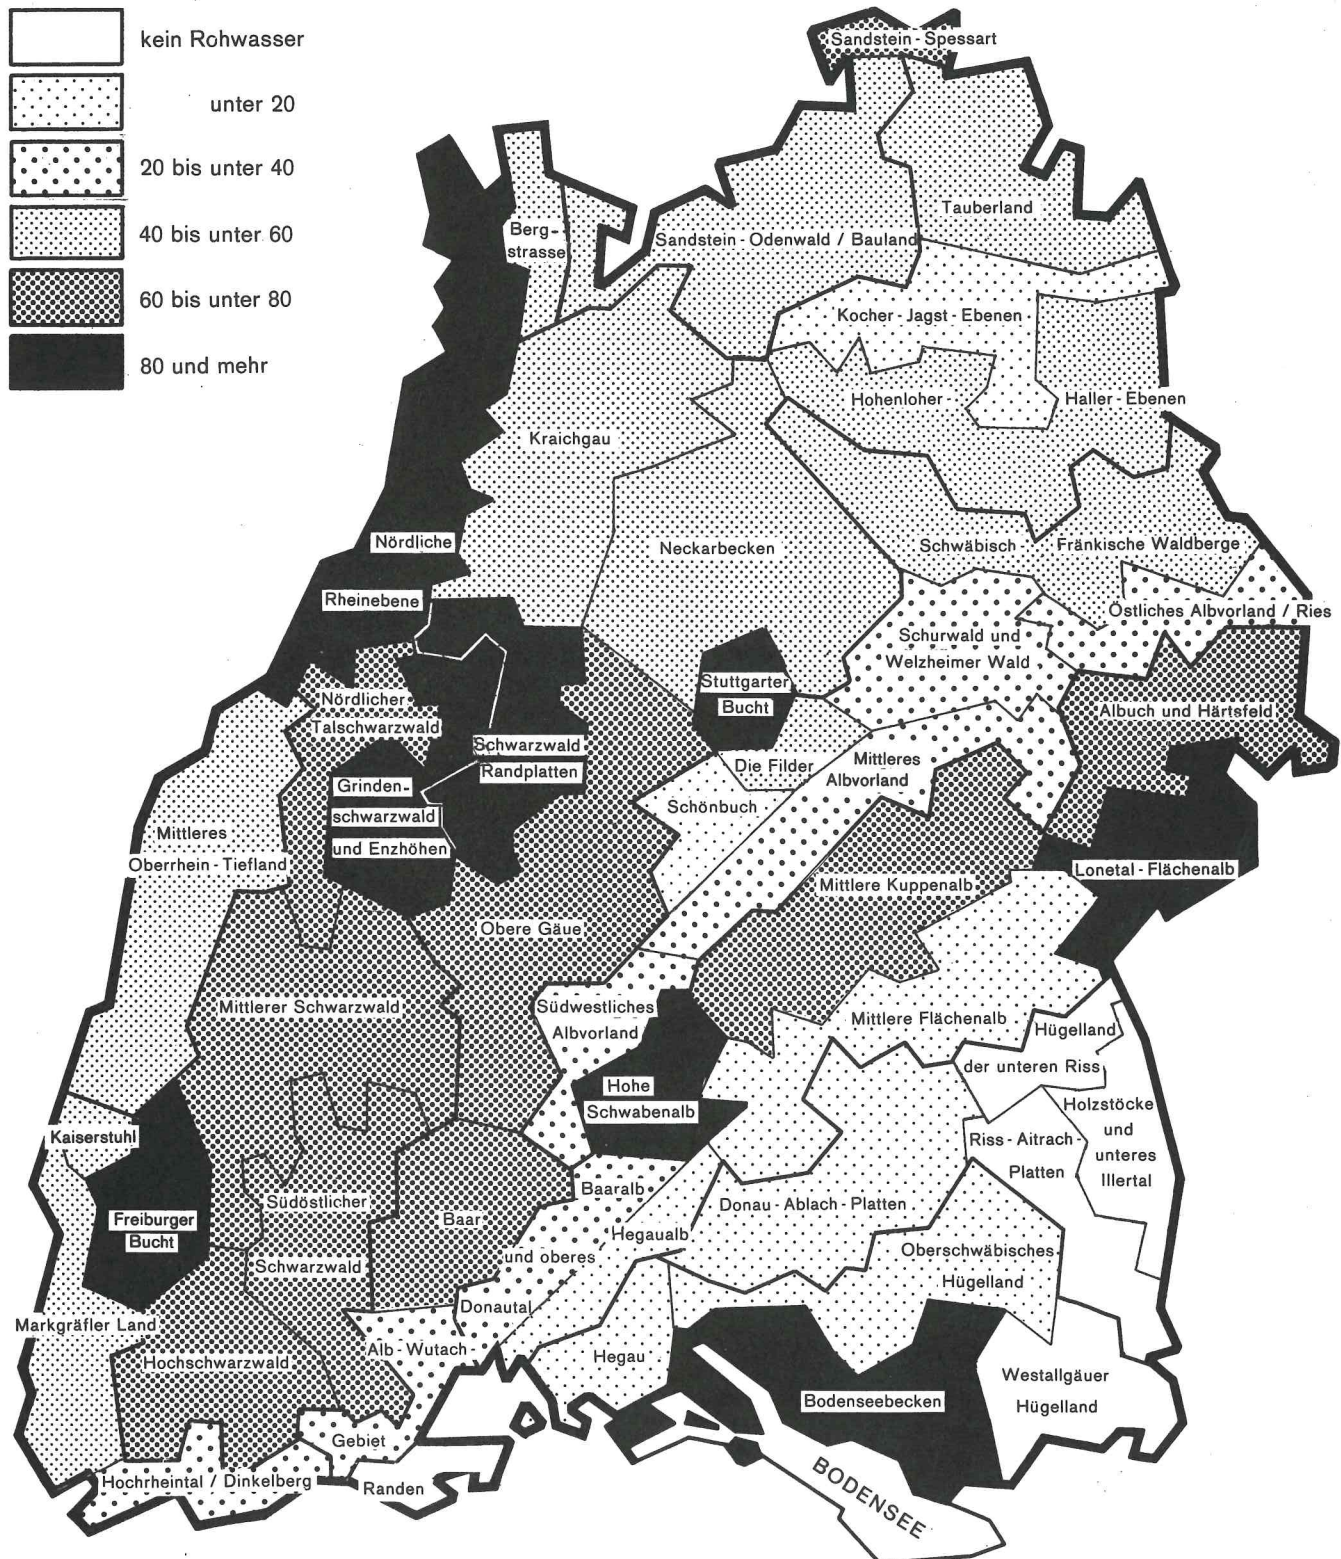 kein Rohwasser
unter 20
20 bis unter 40
40 bis unter 60
60 bis unter 80
80 und mehr
Sandstein - Spessart
Tauberland
Berg-
strasse
Sandstein - Odenwald / Bauland
Kocher - Jagst - Ebenen
Hohenloher -
Haller - Ebenen
Kraichgau
Nördliche
Rheinebene
Neckarbecken
Schwäbisch -
Fränkische Waldberge
Östliches Albvorland / Ries
Schurwald und
Welzheimer Wald
Stuttgarter
Bucht
Nördlicher
Talschwarzwald
Albuch und Härtsfeld
Schwarzwald
Randplatten
Die Filder
Mittleres
Albvorland
Grinden-
schwarzwald
und Enzhöhen
Schönbuch
Mittleres
Oberrhein - Tiefland
Mittlere Kuppenalb
Lonetal - Flächenalb
Obere Gäue
Mittlerer Schwarzwald
Südwestliches
Albvorland
Mittlere Flächenalb
Hügelland
der unteren Riss
Hohe
Schwabenalb
Holzstöcke
und
unteres
Illertal
Kaiserstuhl
Riss - Aitrach -
Platten
Südöstlicher
Schwarzwald
Baar
Baaralb
und oberes
Donautal
Hegaualb
Donau - Ablach - Platten
Freiburger
Bucht
Oberschwäbisches
Hügelland
Markgräfler Land
Hochschwarzwald
Alb - Wutach -
Gebiet
Hegau
Westallgäuer
Hügelland
Bodenseebecken
Hochrheintal / Dinkelberg
Randen
BODENSEE